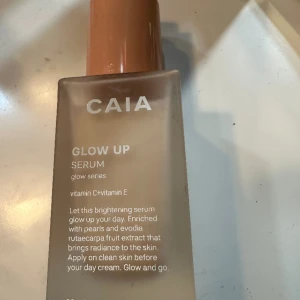 CAIA
GLOW UP
SERUM
glow series
vitamin C+vitamin E
Let this brightening serum
glow up your day. Enriched
with pearls and evodia
rutaecarpa fruit extract that
brings radiance to the skin.
Apply on clean skin before
your day cream. Glow and go.